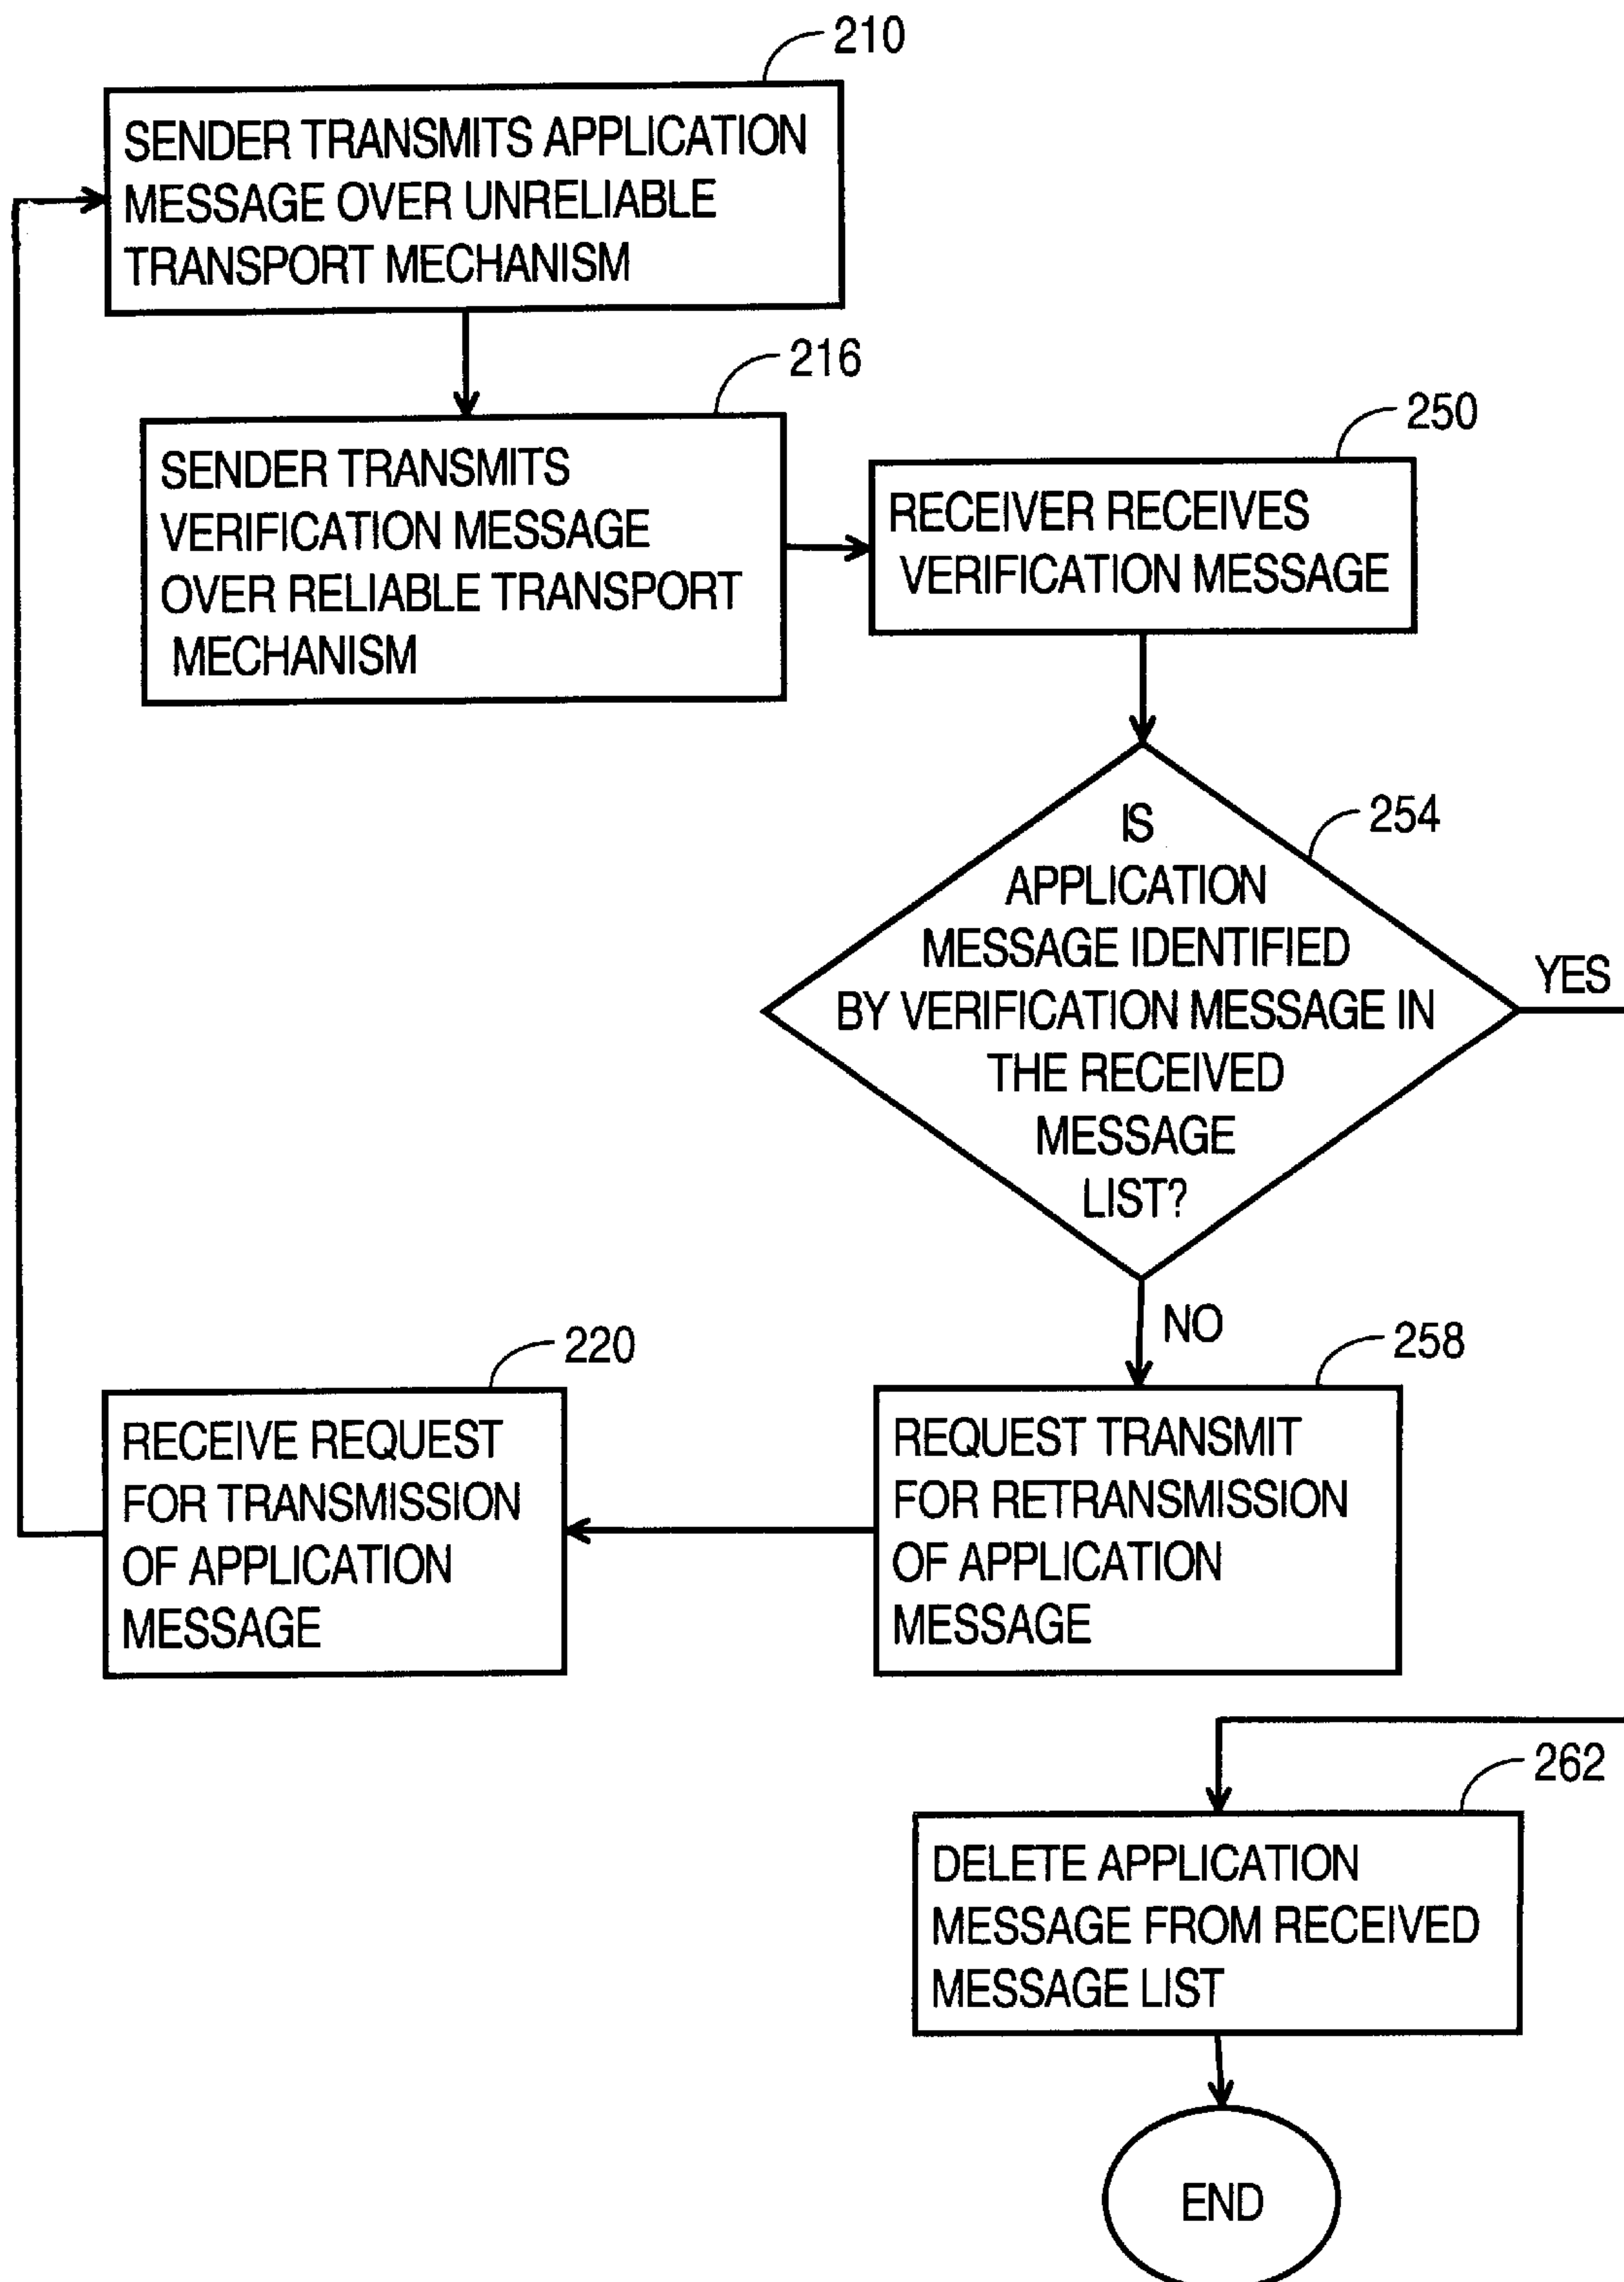 210
SENDER TRANSMITS APPLICATION
MESSAGE OVER UNRELIABLE
TRANSPORT MECHANISM
216
SENDER TRANSMITS
VERIFICATION MESSAGE
OVER RELIABLE TRANSPORT
MECHANISM
250
RECEIVER RECEIVES
VERIFICATION MESSAGE
254
IS
APPLICATION
MESSAGE IDENTIFIED
BY VERIFICATION MESSAGE IN
THE RECEIVED
MESSAGE
LIST?
YES
NO
258
REQUEST TRANSMIT
FOR RETRANSMISSION
OF APPLICATION
MESSAGE
220
RECEIVE REQUEST
FOR TRANSMISSION
OF APPLICATION
MESSAGE
262
DELETE APPLICATION
MESSAGE FROM RECEIVED
MESSAGE LIST
END